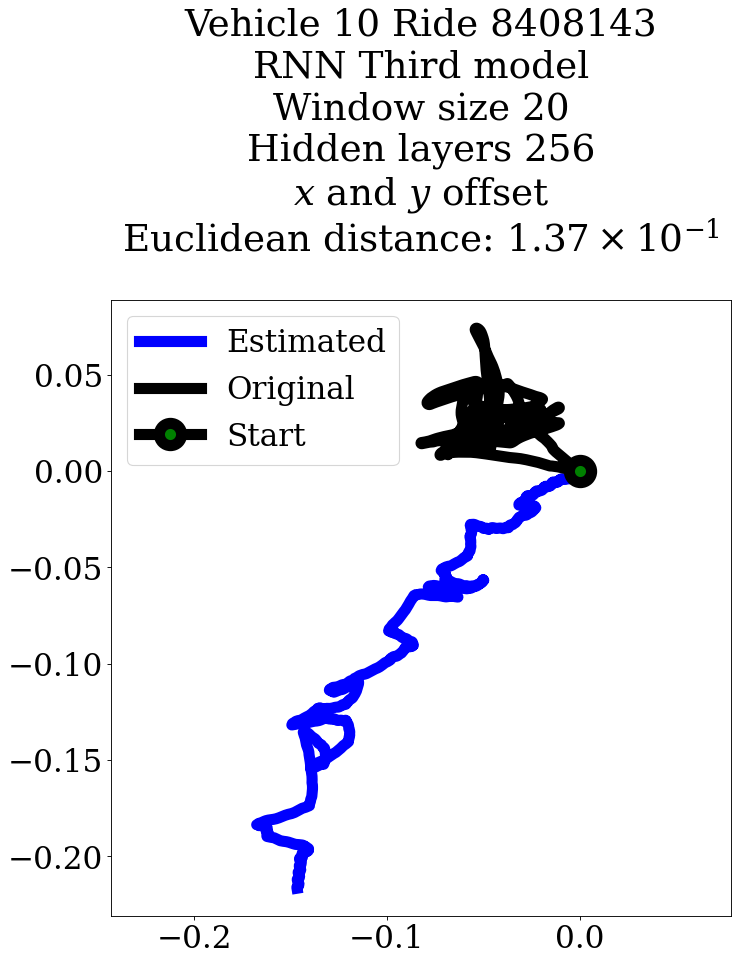 Vehicle 10 Ride 8408143
RNN Third model
Window size 20
Hidden layers 256
x and y offset
Euclidean distance: 1.37 × 10⁻¹
Estimated
Original
Start
0.05
0.00
−0.05
−0.10
−0.15
−0.20
−0.2 −0.1 0.0